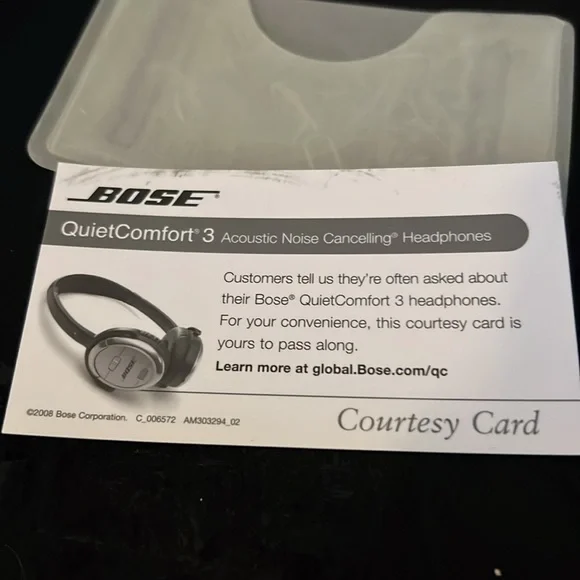 BOSE
QuietComfort® 3 Acoustic Noise Cancelling® Headphones
Customers tell us they're often asked about
their Bose® QuietComfort 3 headphones.
For your convenience, this courtesy card is
yours to pass along.
Learn more at global.Bose.com/qc
BOSE
©2008 Bose Corporation. C_006572 AM303294_02
Courtesy Card